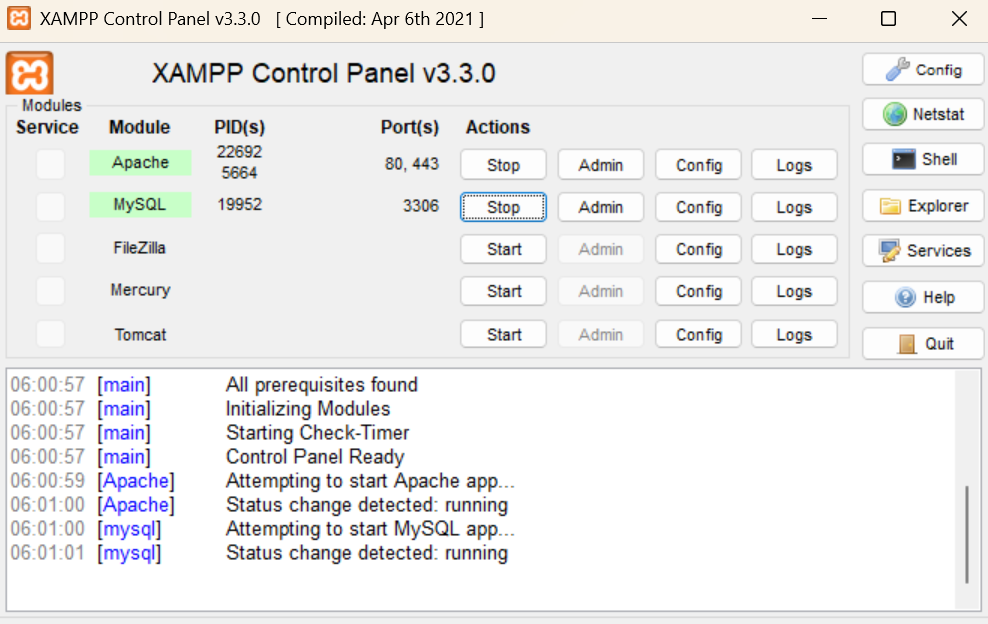 XAMPP Control Panel v3.3.0 [ Compiled: Apr 6th 2021 ]
XAMPP Control Panel v3.3.0
Config
Modules
Service Module PID(s) Port(s) Actions
Netstat
Apache 22692 5664 80, 443 Stop Admin Config Logs
Shell
MySQL 19952 3306 Stop Admin Config Logs
Explorer
FileZilla Start Admin Config Logs
Services
Mercury Start Admin Config Logs
Help
Tomcat Start Admin Config Logs
Quit
06:00:57 [main] All prerequisites found
06:00:57 [main] Initializing Modules
06:00:57 [main] Starting Check-Timer
06:00:57 [main] Control Panel Ready
06:00:59 [Apache] Attempting to start Apache app...
06:01:00 [Apache] Status change detected: running
06:01:00 [mysql] Attempting to start MySQL app...
06:01:01 [mysql] Status change detected: running